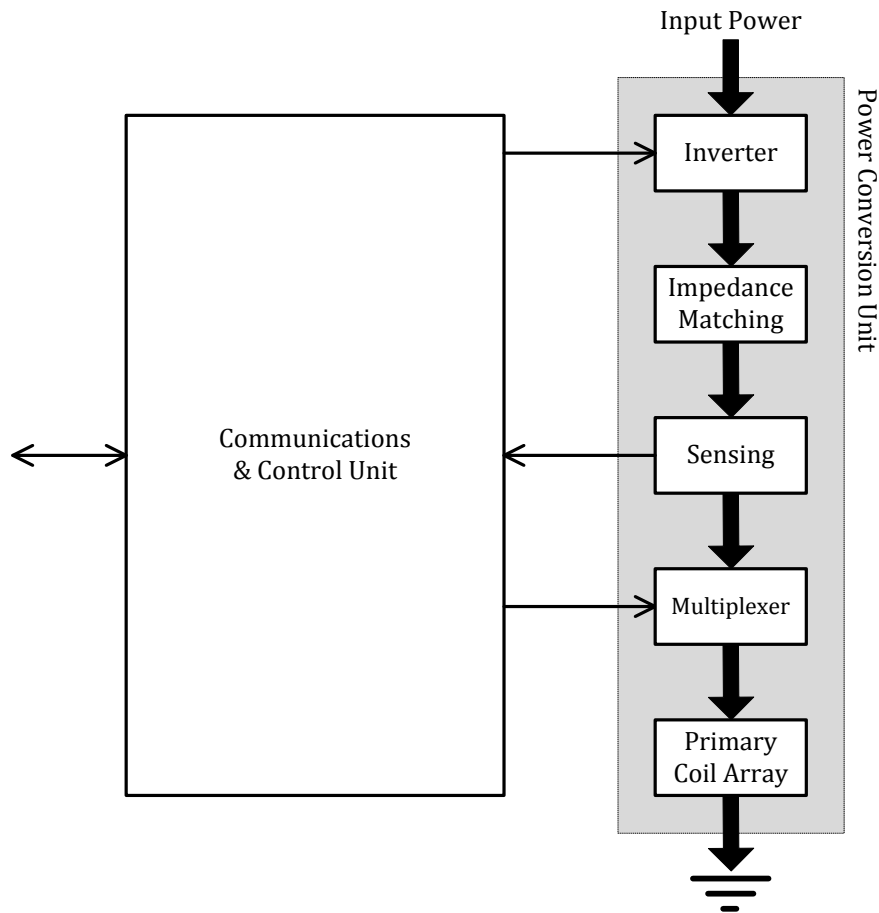 Input Power
Inverter
Power Conversion Unit
Impedance
Matching
Communications
& Control Unit
Sensing
Multiplexer
Primary
Coil Array